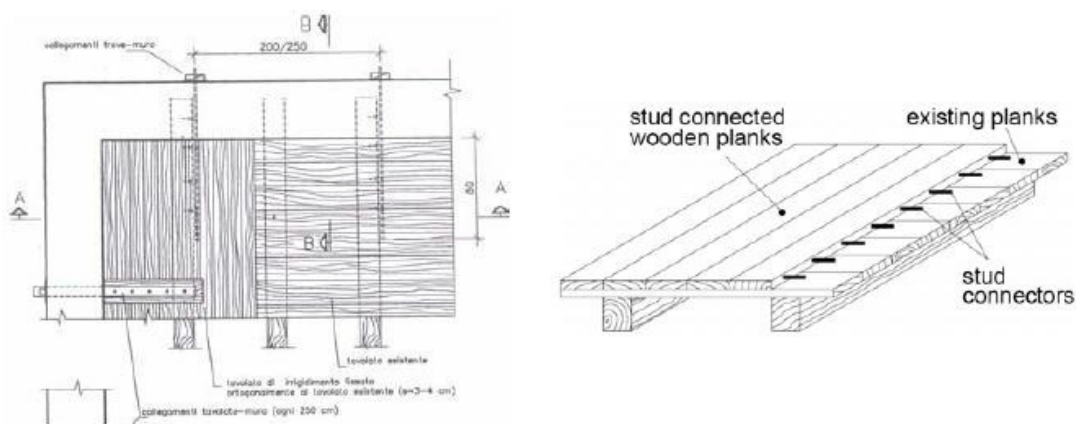 B
collegamenti trave-muro
200/250
A
60
A
B
tavolato esistente
tavolato di irrigidimento fissato
ortogonalmente al tavolato esistente (s=3-4 cm)
collegamenti tavolato-muro (ogni 250 cm)
stud connected
wooden planks
existing planks
stud
connectors